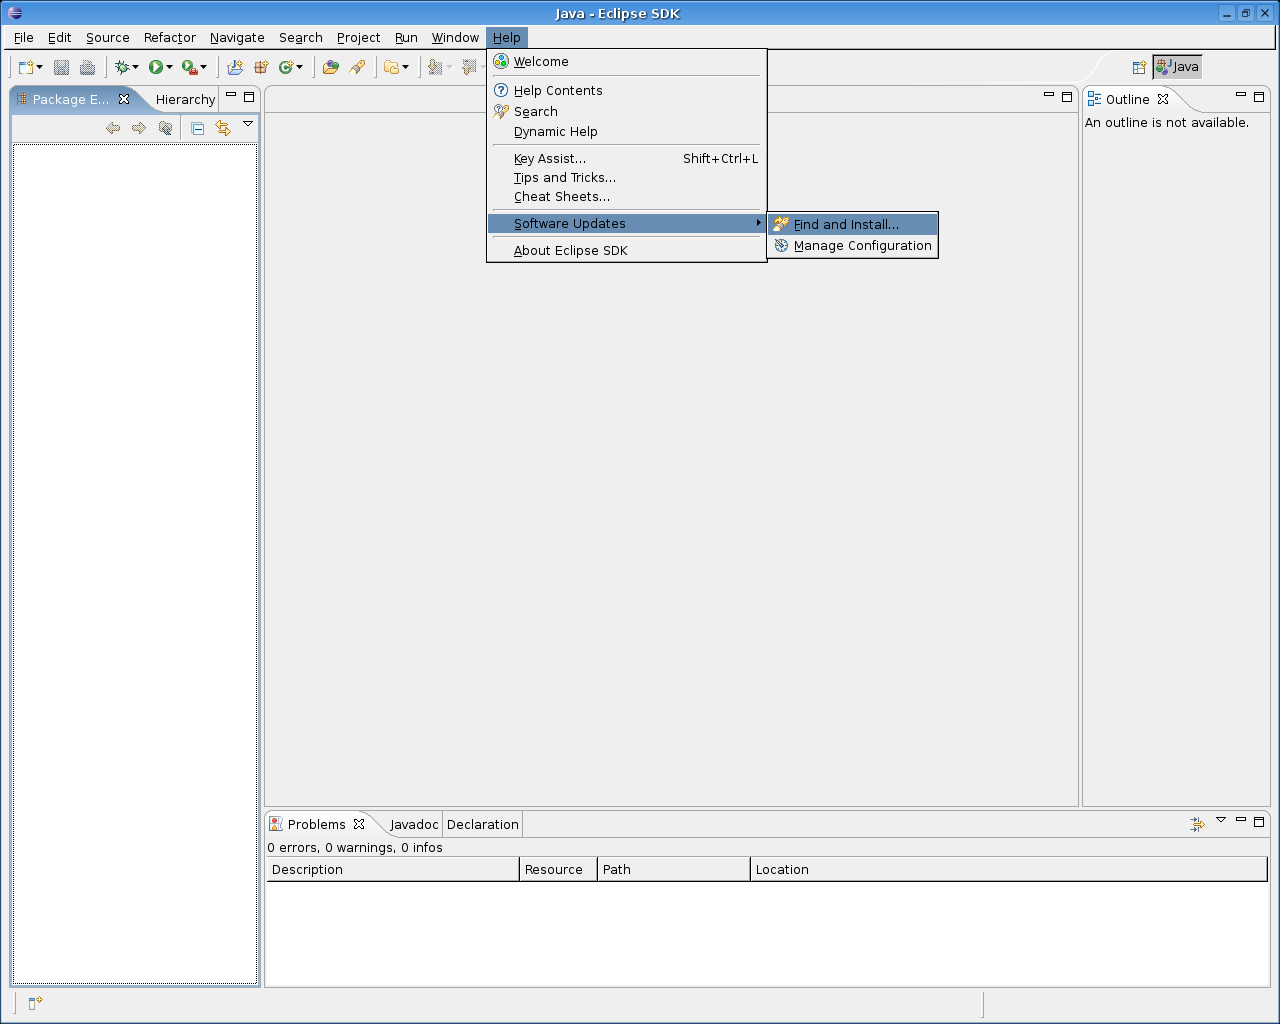 Java - Eclipse SDK
File Edit Source Refactor Navigate Search Project Run Window Help
Java
Package E... Hierarchy
Welcome
Help Contents
Search
Dynamic Help
Key Assist... Shift+Ctrl+L
Tips and Tricks...
Cheat Sheets...
Software Updates
About Eclipse SDK
Find and Install...
Manage Configuration
Outline
An outline is not available.
Problems Javadoc Declaration
0 errors, 0 warnings, 0 infos
Description Resource Path Location